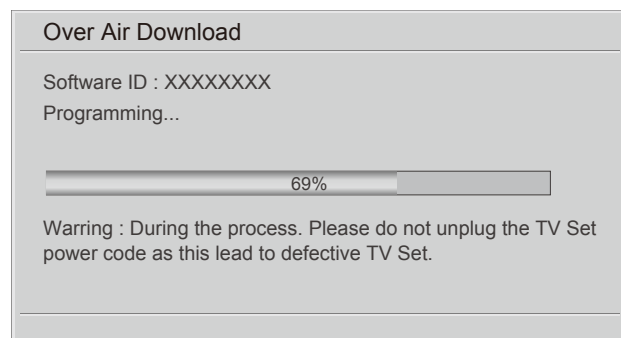 Over Air Download
Software ID : XXXXXXXX
Programming...
69%
Warring : During the process. Please do not unplug the TV Set
power code as this lead to defective TV Set.